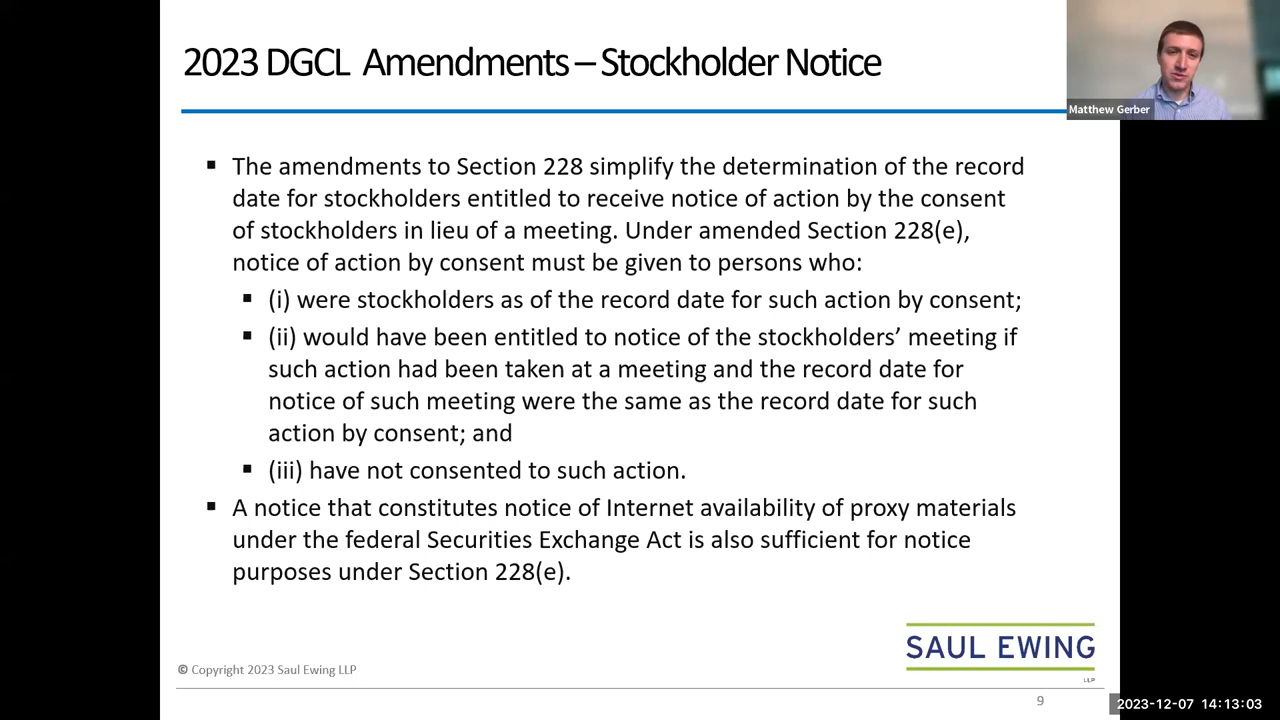 2023 DGCL Amendments – Stockholder Notice
Matthew Gerber
▪ The amendments to Section 228 simplify the determination of the record
date for stockholders entitled to receive notice of action by the consent
of stockholders in lieu of a meeting. Under amended Section 228(e),
notice of action by consent must be given to persons who:
▪ (i) were stockholders as of the record date for such action by consent;
▪ (ii) would have been entitled to notice of the stockholders’ meeting if
such action had been taken at a meeting and the record date for
notice of such meeting were the same as the record date for such
action by consent; and
▪ (iii) have not consented to such action.
▪ A notice that constitutes notice of Internet availability of proxy materials
under the federal Securities Exchange Act is also sufficient for notice
purposes under Section 228(e).
SAUL EWING
LLP
© Copyright 2023 Saul Ewing LLP
9
2023-12-07 14:13:03